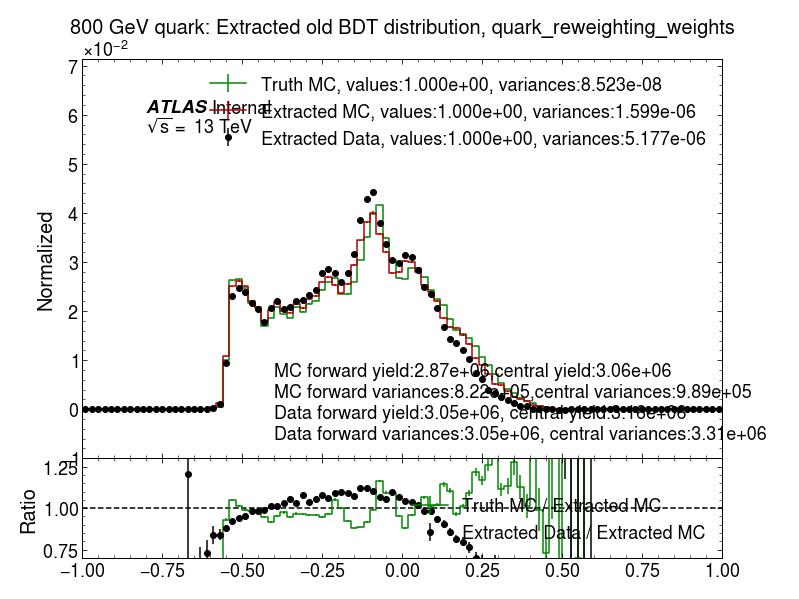 800 GeV quark: Extracted old BDT distribution, quark_reweighting_weights
×10⁻²
Truth MC, values:1.000e+00, variances:8.523e-08
ATLAS Internal
Extracted MC, values:1.000e+00, variances:1.599e-06
√s = 13 TeV
Extracted Data, values:1.000e+00, variances:5.177e-06
7
6
5
4
3
2
1
0
1
Normalized
MC forward yield:2.87e+06, central yield:3.06e+06
MC forward variances:8.22e+05, central variances:9.89e+05
Data forward yield:3.05e+06, central yield:3.16e+06
Data forward variances:3.05e+06, central variances:3.31e+06
1.25
1.00
0.75
Ratio
Truth MC / Extracted MC
Extracted Data / Extracted MC
−1.00 −0.75 −0.50 −0.25 0.00 0.25 0.50 0.75 1.00